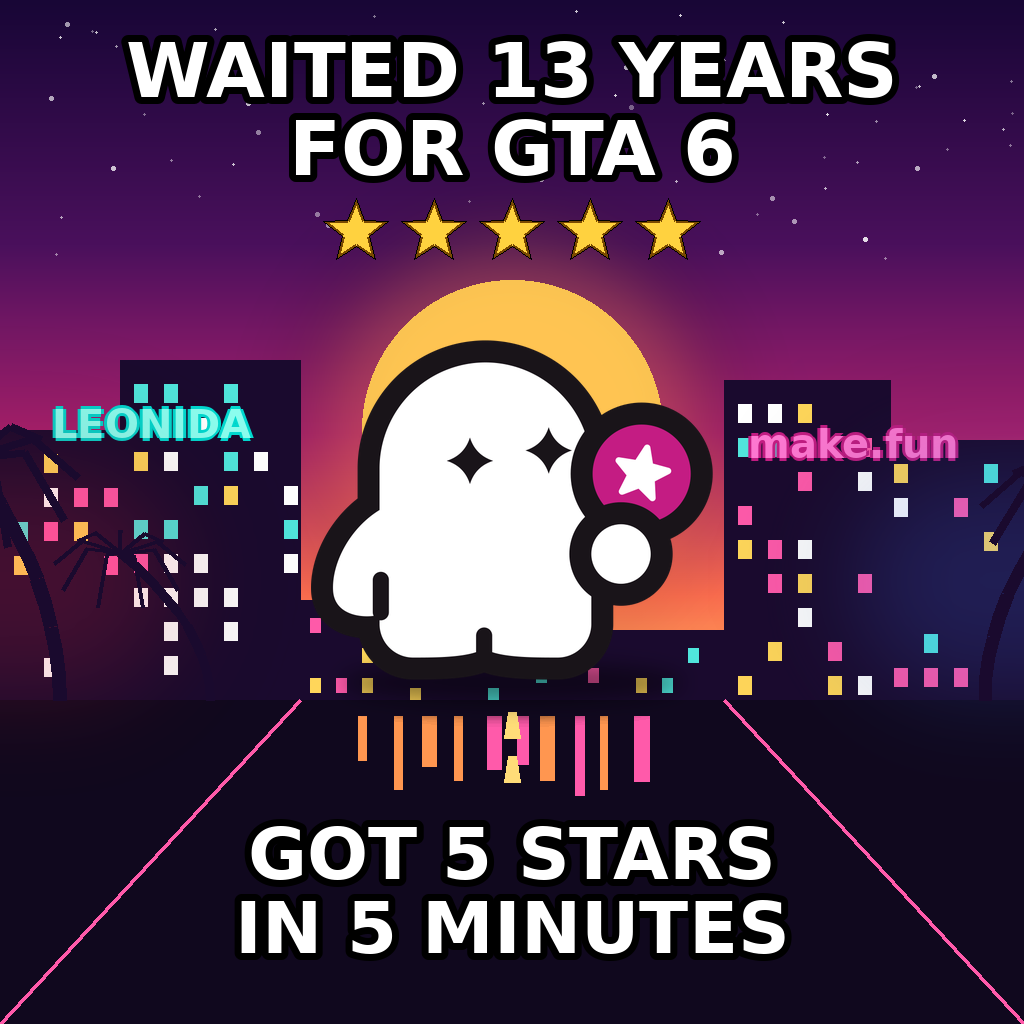 WAITED 13 YEARS
FOR GTA 6
LEONIDA
make.fun
GOT 5 STARS
IN 5 MINUTES